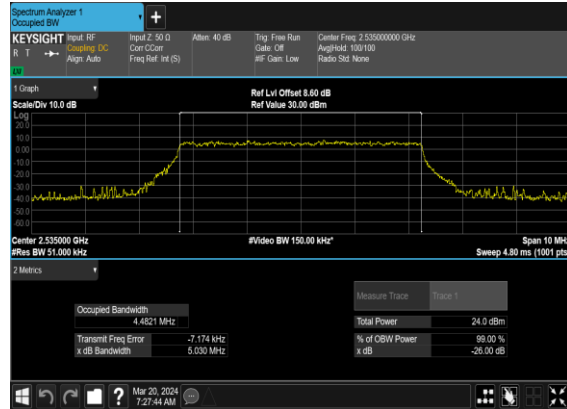 Spectrum Analyzer 1
Occupied BW
+
KEYSIGHT Input: RF Input Z: 50 Ω Atten: 40 dB Trig: Free Run Center Freq: 2.535000000 GHz
R T Coupling: DC Corr CCorr Gate: Off Avg|Hold: 100/100
Align: Auto Freq Ref: Int (S) #IF Gain: Low Radio Std: None
1 Graph
Ref Lvl Offset 8.60 dB
Scale/Div 10.0 dB Ref Value 30.00 dBm
Log
20.0
10.0
0.00
-10.0
-20.0
-30.0
-40.0
-50.0
-60.0
Center 2.535000 GHz #Video BW 150.00 kHz* Span 10 MHz
#Res BW 51.000 kHz Sweep 4.80 ms (1001 pts)
2 Metrics
Measure Trace Trace 1
Occupied Bandwidth
4.4821 MHz Total Power 24.0 dBm
Transmit Freq Error -7.174 kHz % of OBW Power 99.00 %
x dB Bandwidth 5.030 MHz x dB -26.00 dB
? Mar 20, 2024
7:27:44 AM